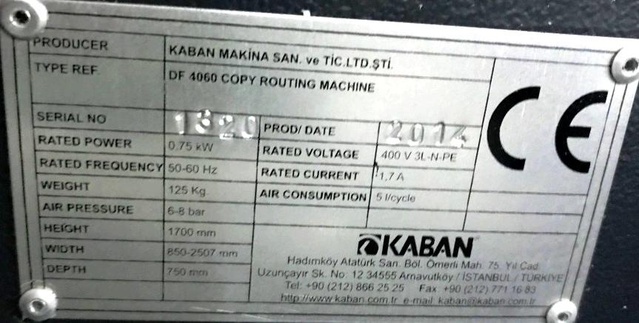 PRODUCER KABAN MAKİNA SAN. ve TİC.LTD.ŞTİ.
TYPE REF. DF 4060 COPY ROUTING MACHINE
SERIAL NO 1320 PROD/ DATE 2014
RATED POWER 0,75 kW RATED VOLTAGE 400 V 3L-N-PE
RATED FREQUENCY 50-60 Hz RATED CURRENT 1,7 A
WEIGHT 125 Kg. AIR CONSUMPTION 5 l/cycle
AIR PRESSURE 6-8 bar
HEIGHT 1700 mm
WIDTH 850-2507 mm
DEPTH 750 mm
CE
KABAN
Hadımköy Atatürk San. Böl. Ömerli Mah. 75. Yıl Cad.
Uzunçayır Sk. No: 12 34555 Arnavutköy / İSTANBUL / TÜRKİYE
Tel: +90 (212) 866 25 25 Fax +90 (212) 771 16 83
http://www.kaban.com.tr e-mail: kaban@kaban.com.tr